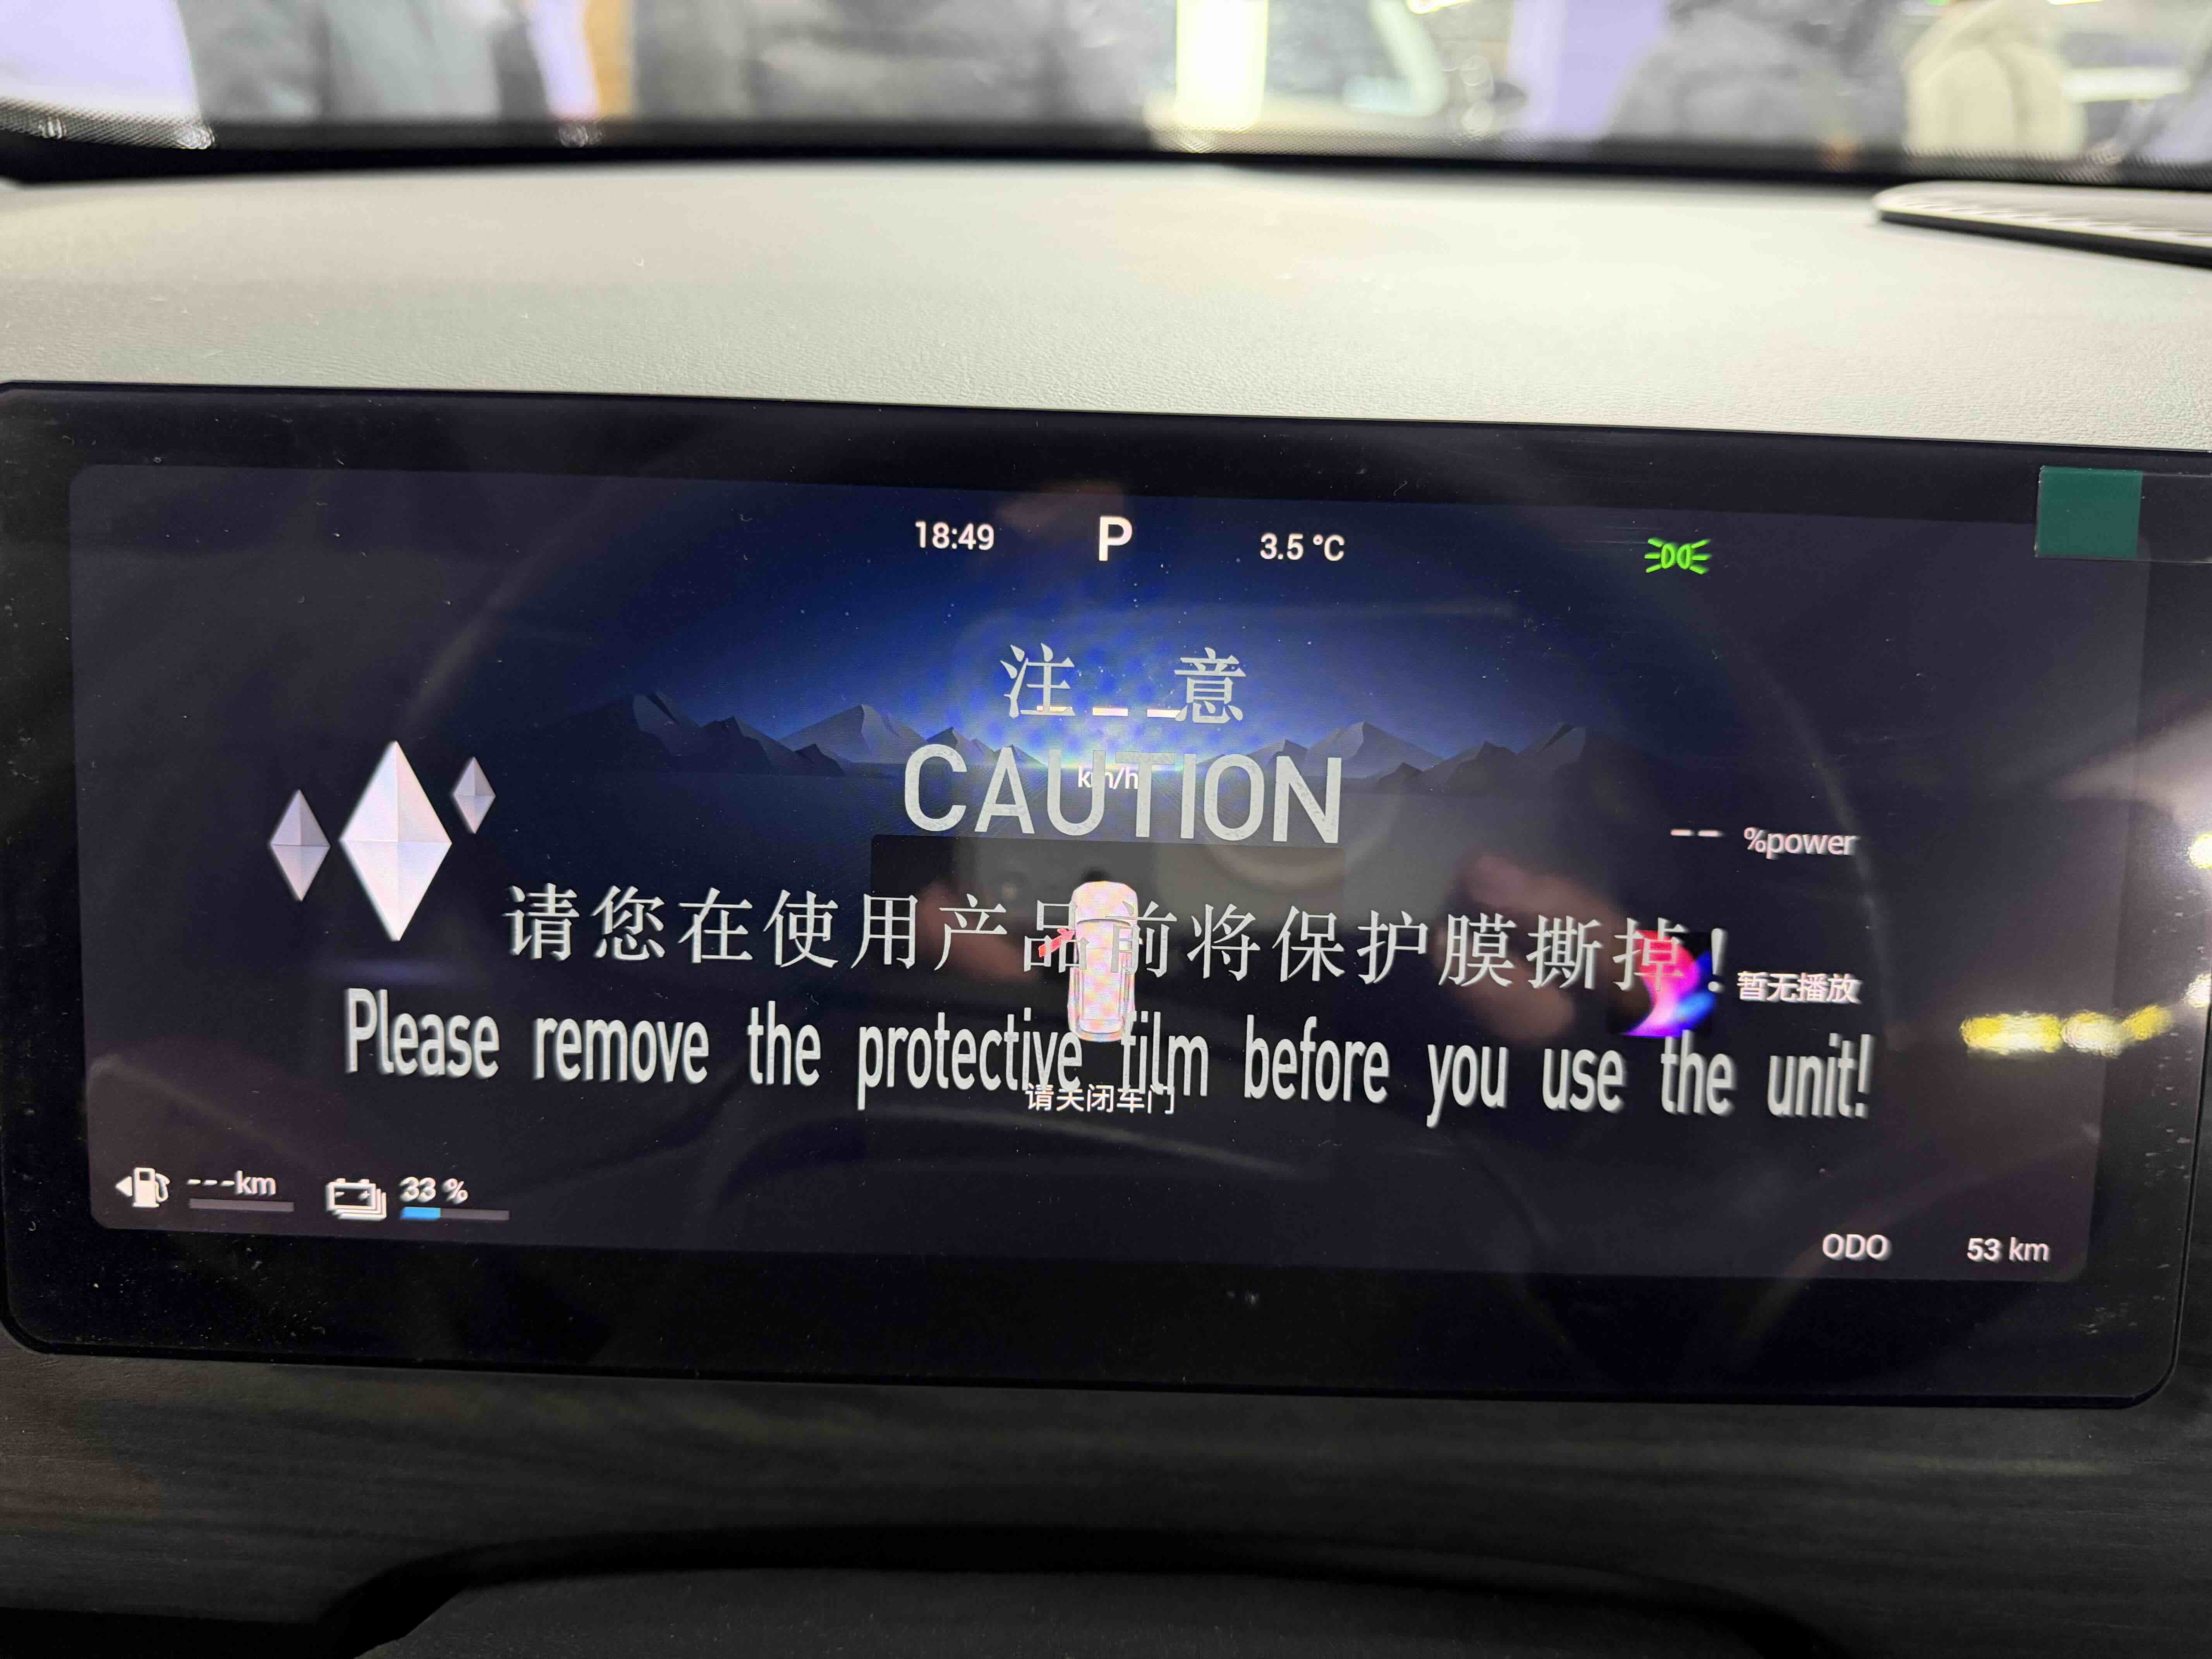 18:49 P 3.5 °C
注 意
---
km/h
CAUTION
-- %power
请您在使用产品前将保护膜撕掉！
暂无播放
Please remove the protective film before you use the unit!
请关闭车门
---km 33 %
ODO 53 km